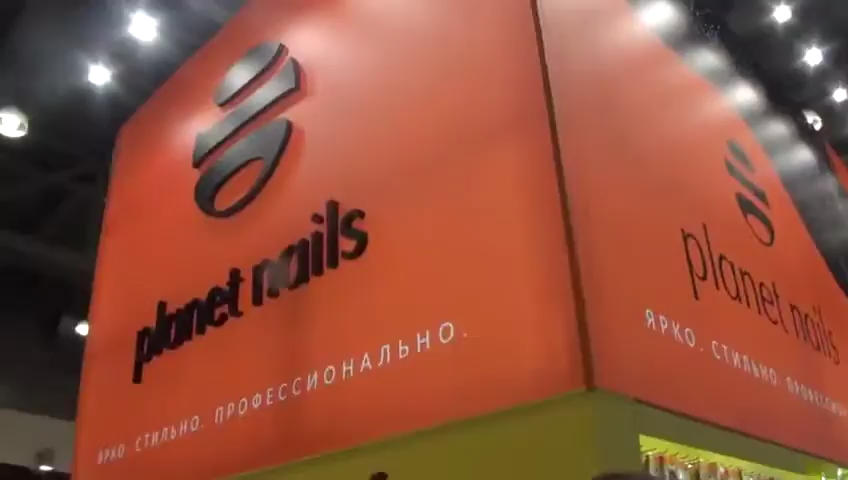 planet nails
ЯРКО. СТИЛЬНО. ПРОФЕССИОНАЛЬНО.
planet nails
ЯРКО. СТИЛЬНО.